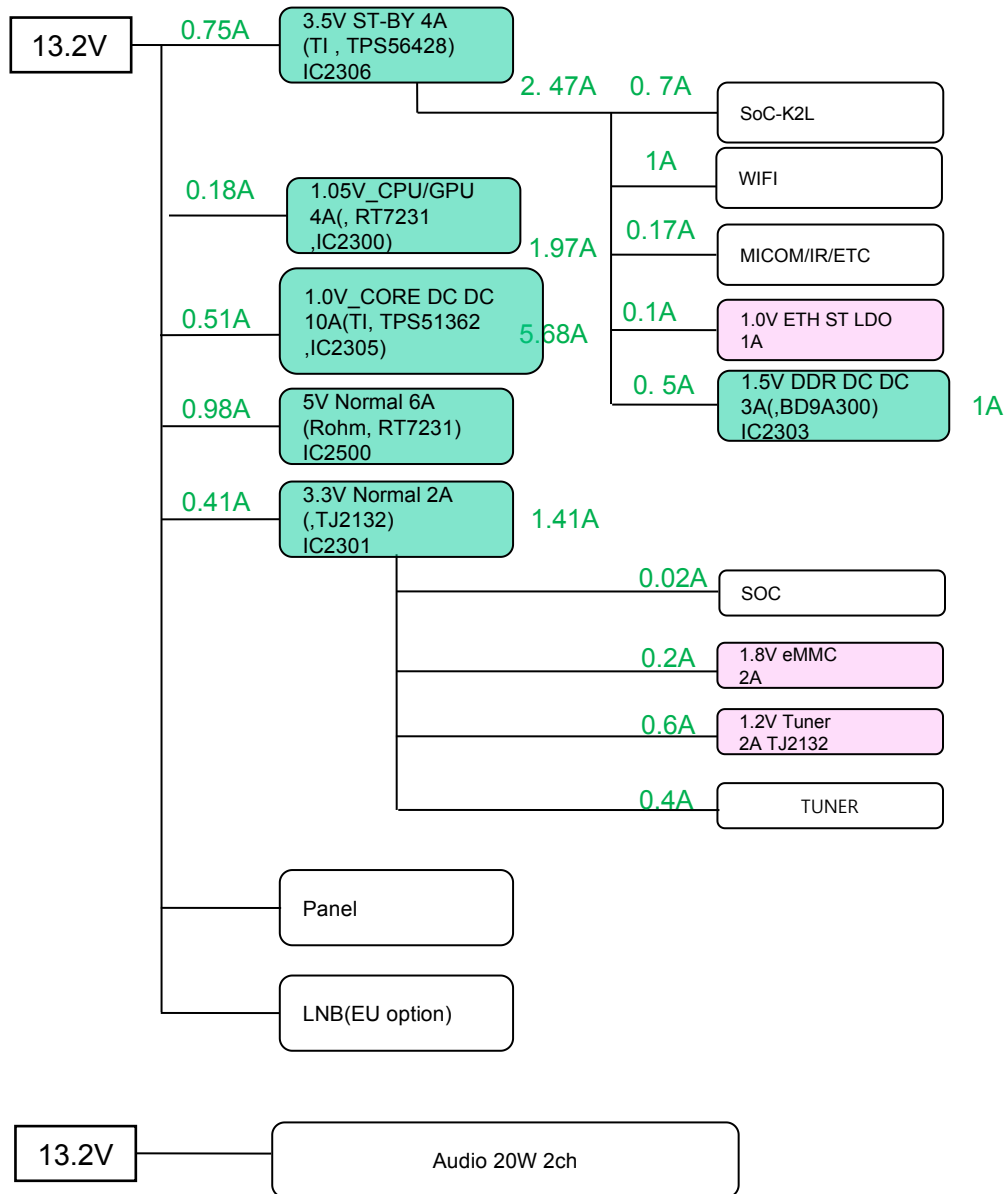 13.2V
0.75A
3.5V ST-BY 4A
(TI , TPS56428)
IC2306
2. 47A
0. 7A
SoC-K2L
1A
WIFI
0.17A
MICOM/IR/ETC
0.1A
1.0V ETH ST LDO
1A
0. 5A
1.5V DDR DC DC
3A(,BD9A300)
IC2303
1A
0.18A
1.05V_CPU/GPU
4A(, RT7231
,IC2300)
1.97A
0.51A
1.0V_CORE DC DC
10A(TI, TPS51362
,IC2305)
5.68A
0.98A
5V Normal 6A
(Rohm, RT7231)
IC2500
0.41A
3.3V Normal 2A
(,TJ2132)
IC2301
1.41A
0.02A
SOC
0.2A
1.8V eMMC
2A
0.6A
1.2V Tuner
2A TJ2132
0.4A
TUNER
Panel
LNB(EU option)
13.2V
Audio 20W 2ch